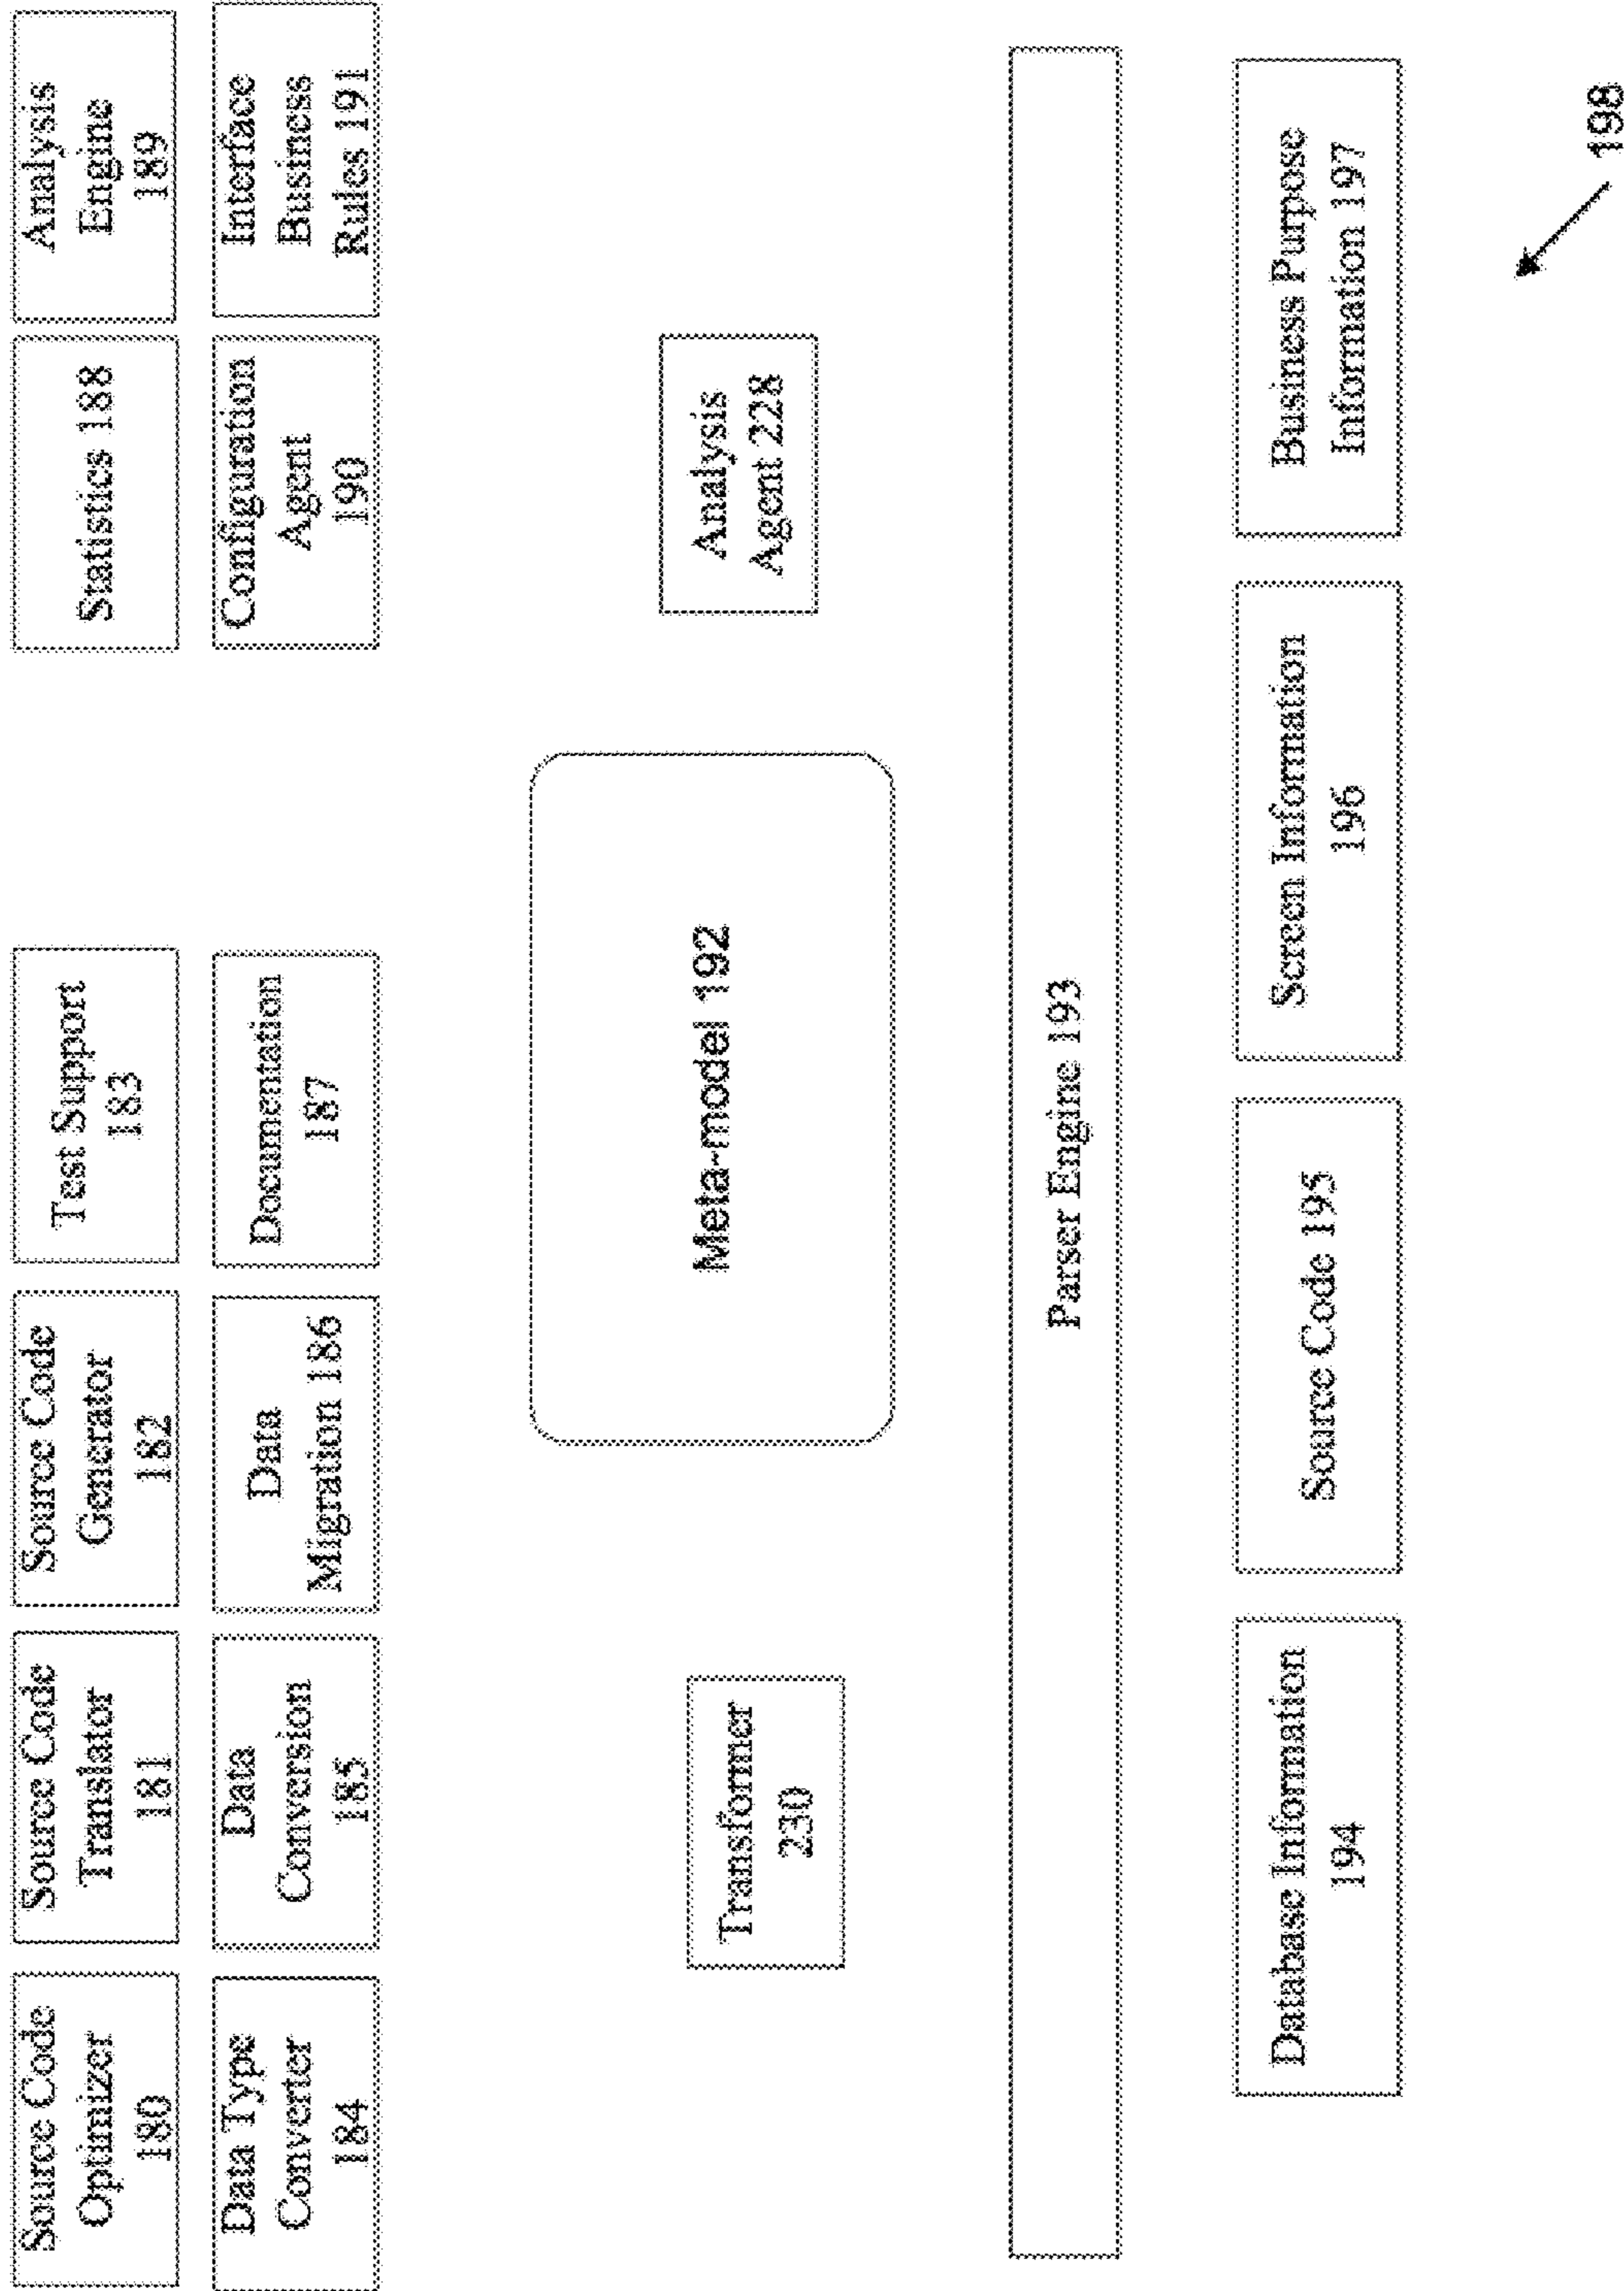 Source Code
Optimizer
180
Source Code
Translator
181
Source Code
Generator
182
Test Support
183
Statistics 188
Analysis
Engine
189
Data Type
Converter
184
Data
Conversion
185
Data
Migration 186
Documentation
187
Configuration
Agent
190
Interface
Business
Rules 191
Transformer
230
Meta-model 192
Analysis
Agent 228
Parser Engine 193
Database Information
194
Source Code 195
Screen Information
196
Business Purpose
Information 197
198